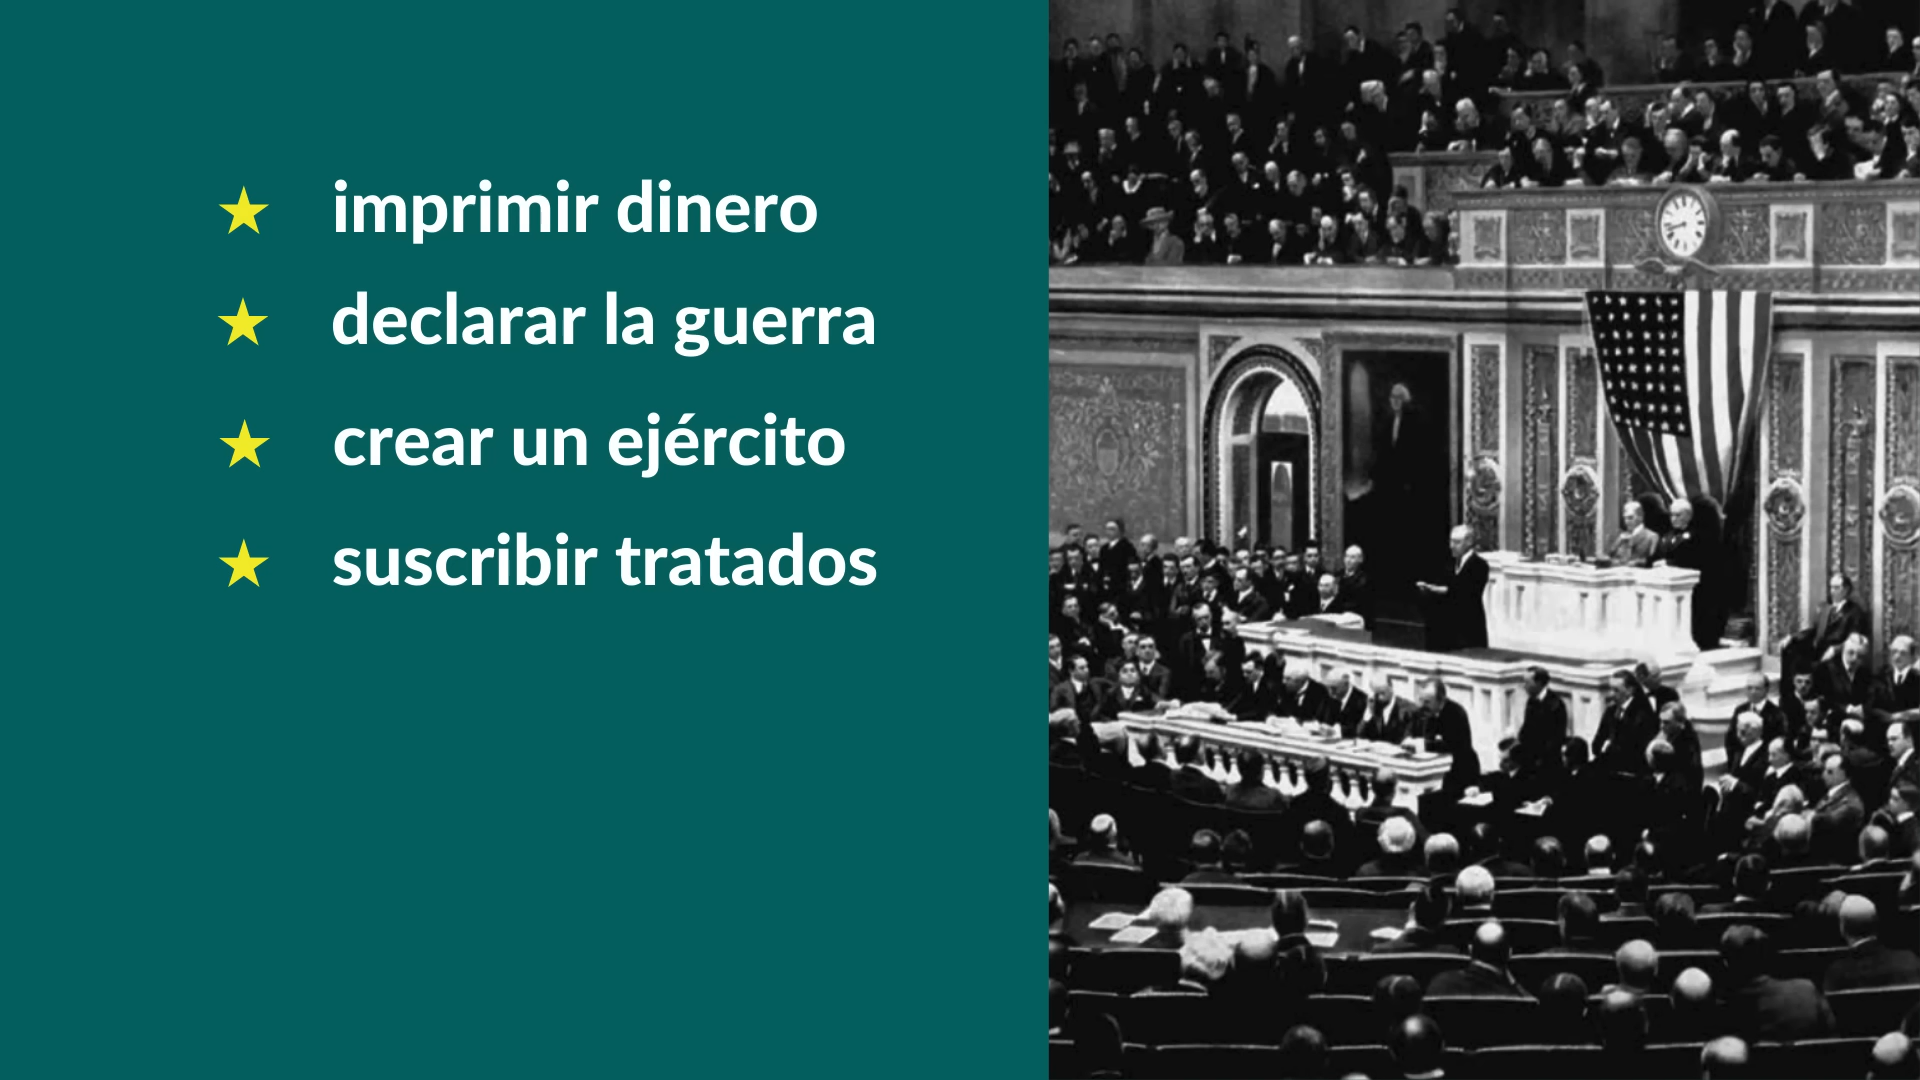 imprimir dinero
declarar la guerra
crear un ejército
suscribir tratados